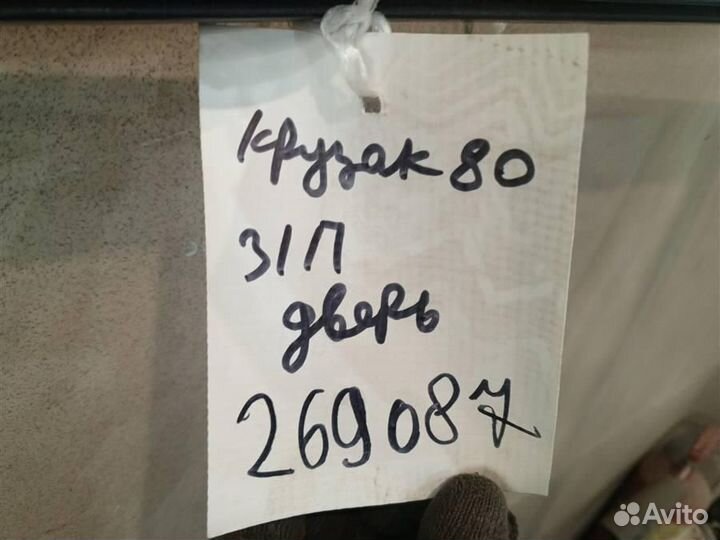 Крузак 80
З/П
дверь
269087
Avito